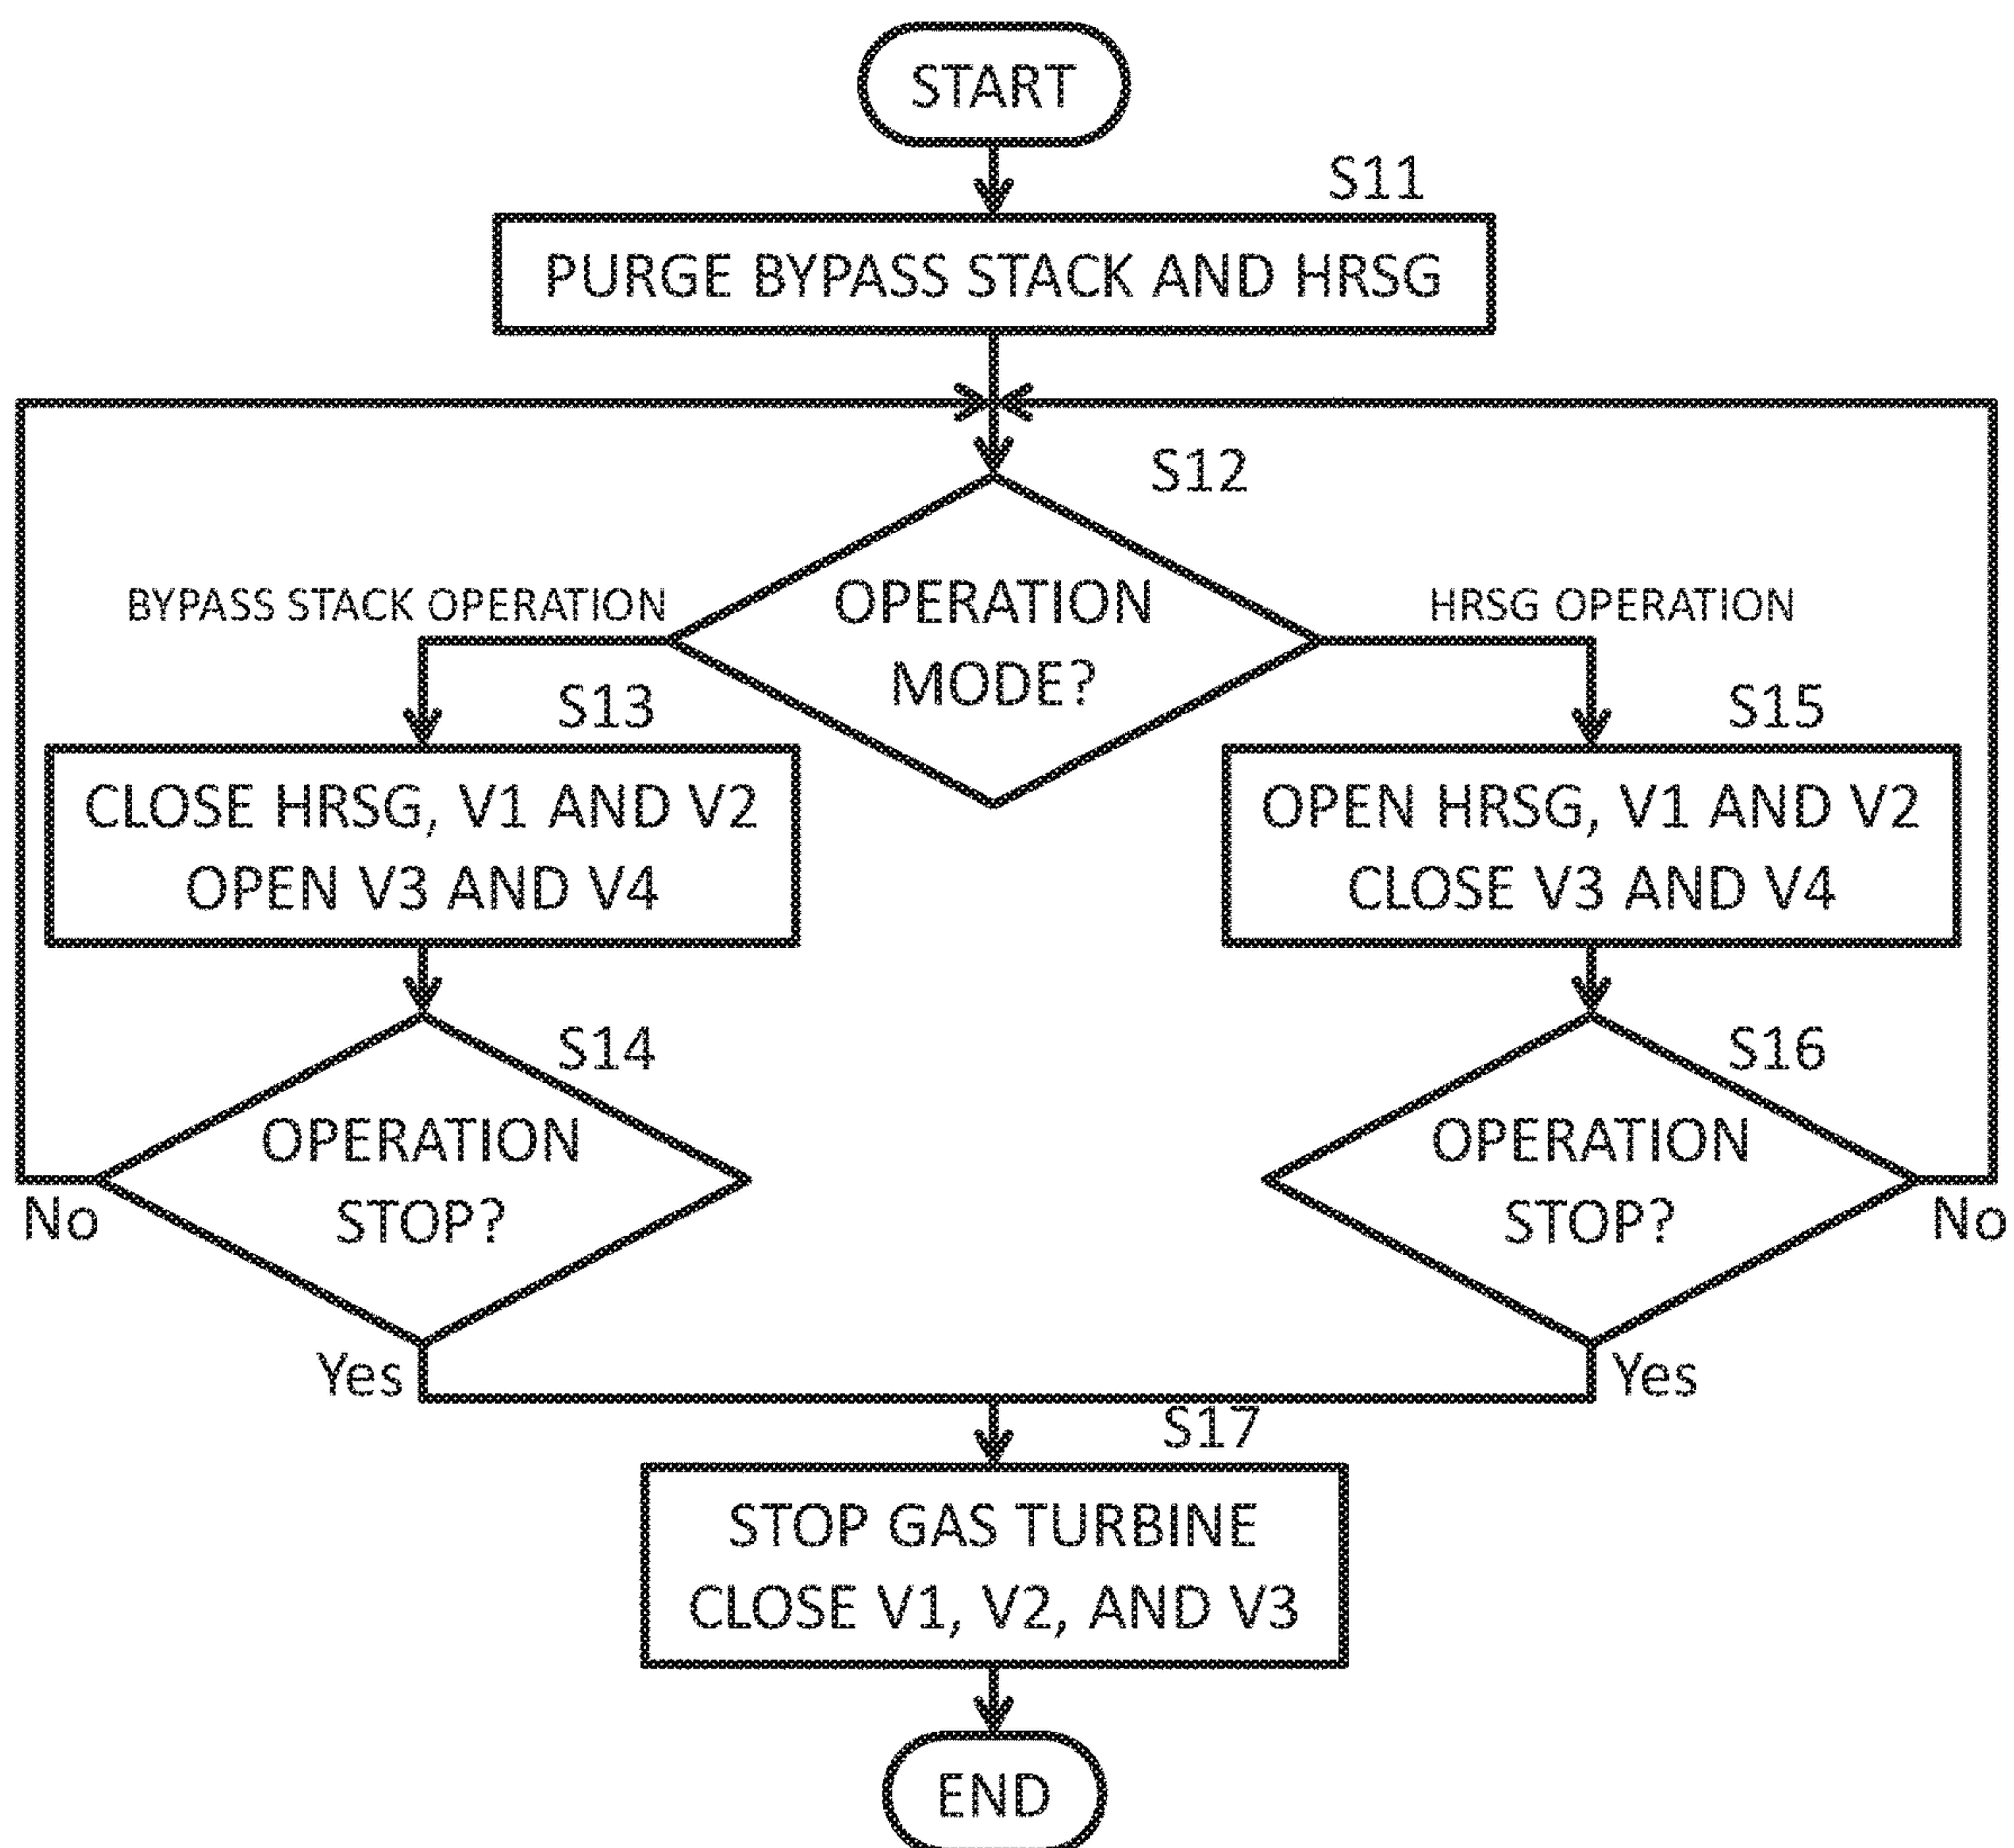 START
S11
PURGE BYPASS STACK AND HRSG
S12
OPERATION
MODE?
BYPASS STACK OPERATION
HRSG OPERATION
S13
CLOSE HRSG, V1 AND V2
OPEN V3 AND V4
S15
OPEN HRSG, V1 AND V2
CLOSE V3 AND V4
S14
OPERATION
STOP?
No
Yes
S16
OPERATION
STOP?
No
Yes
S17
STOP GAS TURBINE
CLOSE V1, V2, AND V3
END